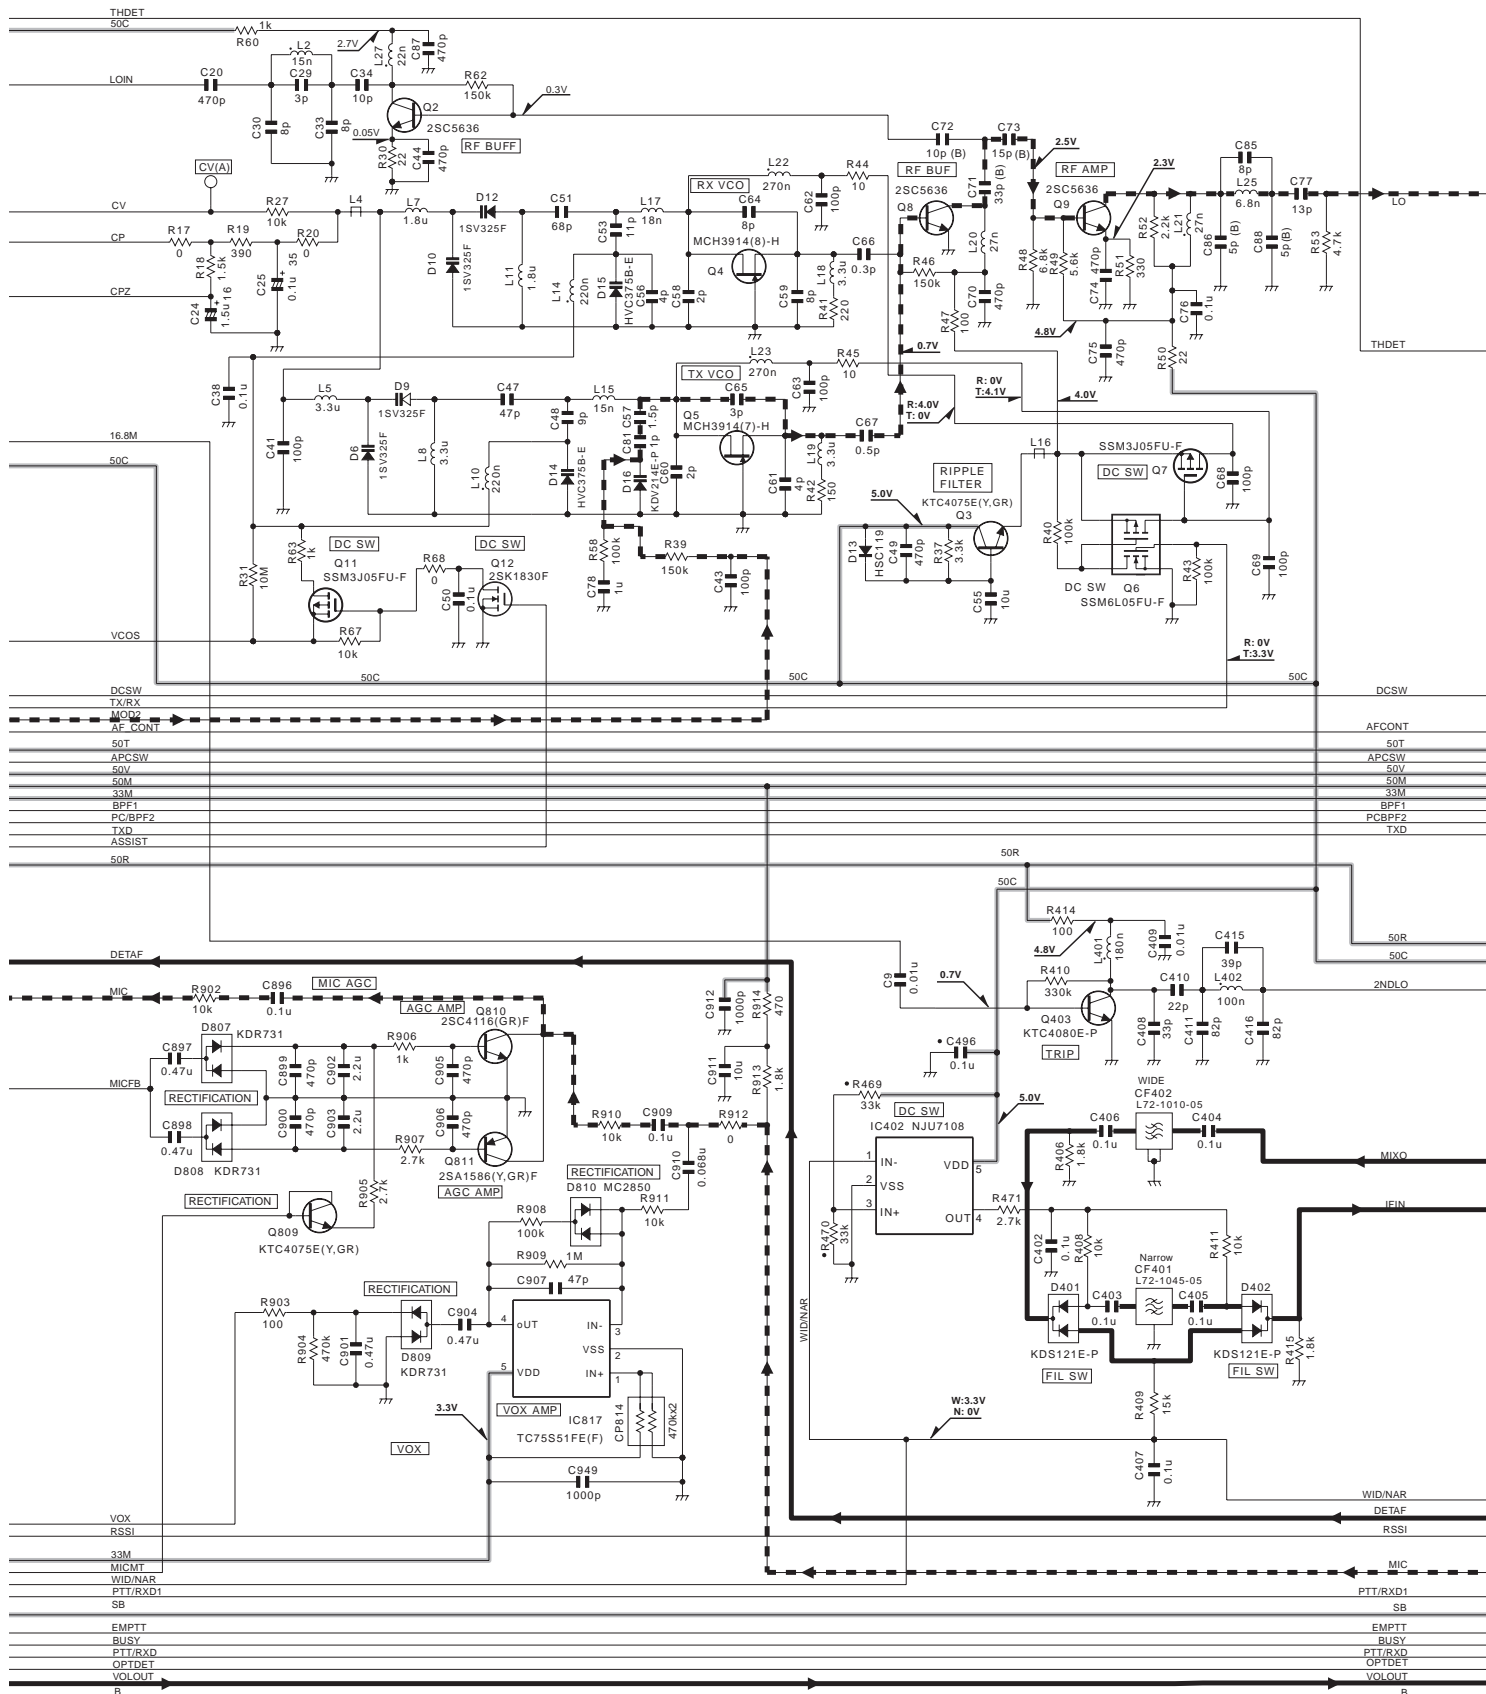 THDET
50C
R60
1k
2.7V
L27
22n
C87
470p
L2
15n
C29
3p
LOIN
C20
470p
C34
10p
R62
150k
0.3V
Q2
2SC5636
RF BUFF
C30
8p
C33
8p
0.05V
R30
22
C44
470p
C72
10p (B)
C73
15p (B)
2.5V
C71
33p (B)
RF BUF
2SC5636
Q8
RF AMP
2SC5636
Q9
2.3V
C85
8p
L25
6.8n
C77
13p
LO
CV(A)
CV
R27
10k
L4
L7
1.8u
D12
1SV325F
C51
68p
C53
11p
L17
18n
RX VCO
L22
270n
C64
8p
C62
100p
R44
10
CP
R17
0
R19
390
R20
0
R18
1.5k
C25
0.1u 35
CPZ
C24
1.5u 16
D10
1SV325F
L11
1.8u
L14
220n
D15
HVC375B-E
C56
4p
C58
2p
MCH3914(8)-H
Q4
C59
8p
L18
3.3u
R41
220
C66
0.3p
R46
150k
L20
27n
C70
470p
R47
100
R48
6.8k
R49
5.6k
C74
470p
R51
330
R52
2.2k
L21
27n
C86
5p (B)
C88
5p (B)
R53
4.7k
C76
0.1u
4.8V
C75
470p
R50
22
THDET
0.7V
C38
0.1u
L5
3.3u
D9
1SV325F
C47
47p
L15
15n
C48
9p
C57
1.5p
C81
1p
TX VCO
L23
270n
C65
3p
C63
100p
R45
10
Q5
MCH3914(7)-H
C67
0.5p
R:4.0V
T: 0V
R: 0V
T:4.1V
4.0V
16.8M
50C
C41
100p
D6
1SV325F
L8
3.3u
L10
220n
D14
HVC375B-E
D16
KDV214E-P
C60
2p
C61
4p
L19
3.3u
R42
150
RIPPLE
FILTER
KTC4075E(Y,GR)
Q3
5.0V
L16
SSM3J05FU-F
DC SW
Q7
C68
100p
R31
10M
R63
1k
DC SW
Q11
SSM3J05FU-F
R68
0
C50
0.1u
DC SW
Q12
2SK1830F
R58
100k
C78
1u
R39
150k
C43
100p
D13
HSC119
C49
470p
R37
3.3k
C55
10u
R40
100k
DC SW
Q6
SSM6L05FU-F
R43
100k
C69
100p
VCOS
R67
10k
R: 0V
T:3.3V
50C
50C
50C
DCSW
DCSW
TX/RX
MOD2
AF_CONT
AFCONT
50T
50T
APCSW
APCSW
50V
50V
50M
50M
33M
33M
BPF1
BPF1
PC/BPF2
PCBPF2
TXD
TXD
ASSIST
50R
50R
50C
R414
100
4.8V
L401
180n
C409
0.01u
C415
39p
50R
50C
DETAF
C9
0.01u
0.7V
R410
330k
C410
22p
L402
100n
2NDLO
MIC
R902
10k
C896
0.1u
MIC AGC
AGC AMP
Q810
2SC4116(GR)F
C912
1000p
R914
470
Q403
KTC4080E-P
TRIP
C408
33p
C411
82p
C416
82p
D807
KDR731
C897
0.47u
MICFB
RECTIFICATION
C898
0.47u
D808 KDR731
C899
470p
C902
2.2u
C900
470p
C903
2.2u
R906
1k
C905
470p
C906
470p
R907
2.7k
R905
2.7k
Q811
2SA1586(Y,GR)F
AGC AMP
C911
10u
R913
1.8k
R910
10k
C909
0.1u
R912
0
C910
0.068u
C496
0.1u
R469
33k
DC SW
5.0V
IC402 NJU7108
1
IN-
2
VSS
3
IN+
VDD
5
OUT
4
R470
33k
R471
2.7k
WIDE
CF402
L72-1010-05
C406
0.1u
C404
0.1u
R406
1.8k
MIXO
IFIN
RECTIFICATION
Q809
KTC4075E(Y,GR)
RECTIFICATION
D810 MC2850
R908
100k
R911
10k
R909
1M
C907
47p
C402
0.1u
R408
10k
R411
10k
Narrow
CF401
L72-1045-05
D401
C403
0.1u
C405
0.1u
D402
KDS121E-P
FIL SW
KDS121E-P
FIL SW
R415
1.8k
WID/NAR
RECTIFICATION
R903
100
R904
470k
C901
0.47u
D809
KDR731
C904
0.47u
4
oUT
5
VDD
IN-
3
VSS
2
IN+
1
VOX AMP
IC817
TC75S51FE(F)
CP814
470kx2
3.3V
VOX
C949
1000p
W:3.3V
N: 0V
R409
15k
C407
0.1u
WID/NAR
VOX
DETAF
RSSI
RSSI
33M
MICMT
MIC
WID/NAR
PTT/RXD1
PTT/RXD1
SB
SB
EMPTT
EMPTT
BUSY
BUSY
PTT/RXD
PTT/RXD
OPTDET
OPTDET
VOLOUT
VOLOUT
B
B